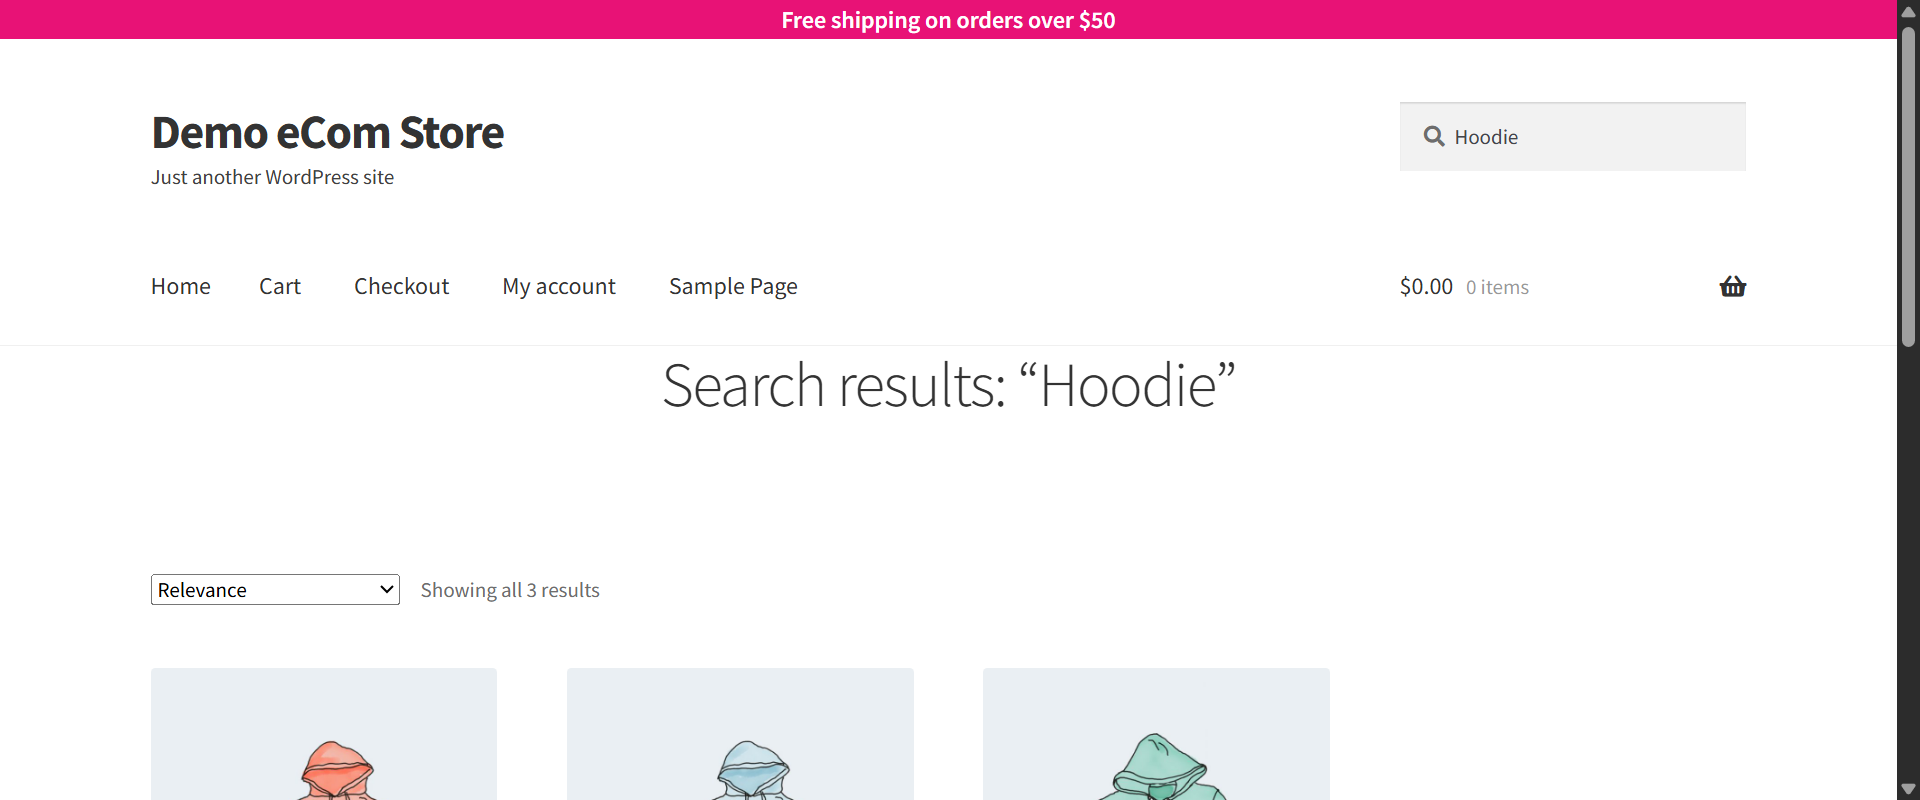 Free shipping on orders over $50
Demo eCom Store
Just another WordPress site
Hoodie
Home Cart Checkout My account Sample Page
$0.00 0 items
Search results: “Hoodie”
Relevance
Showing all 3 results